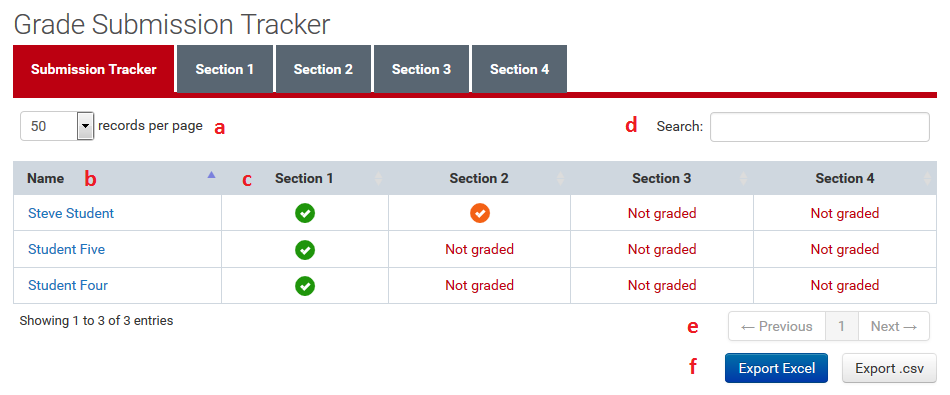 Grade Submission Tracker
Submission Tracker Section 1 Section 2 Section 3 Section 4
50 records per page a d Search:
Name b c Section 1 Section 2 Section 3 Section 4
Steve Student Not graded Not graded
Student Five Not graded Not graded Not graded
Student Four Not graded Not graded Not graded
Showing 1 to 3 of 3 entries e ← Previous 1 Next →
f Export Excel Export .csv